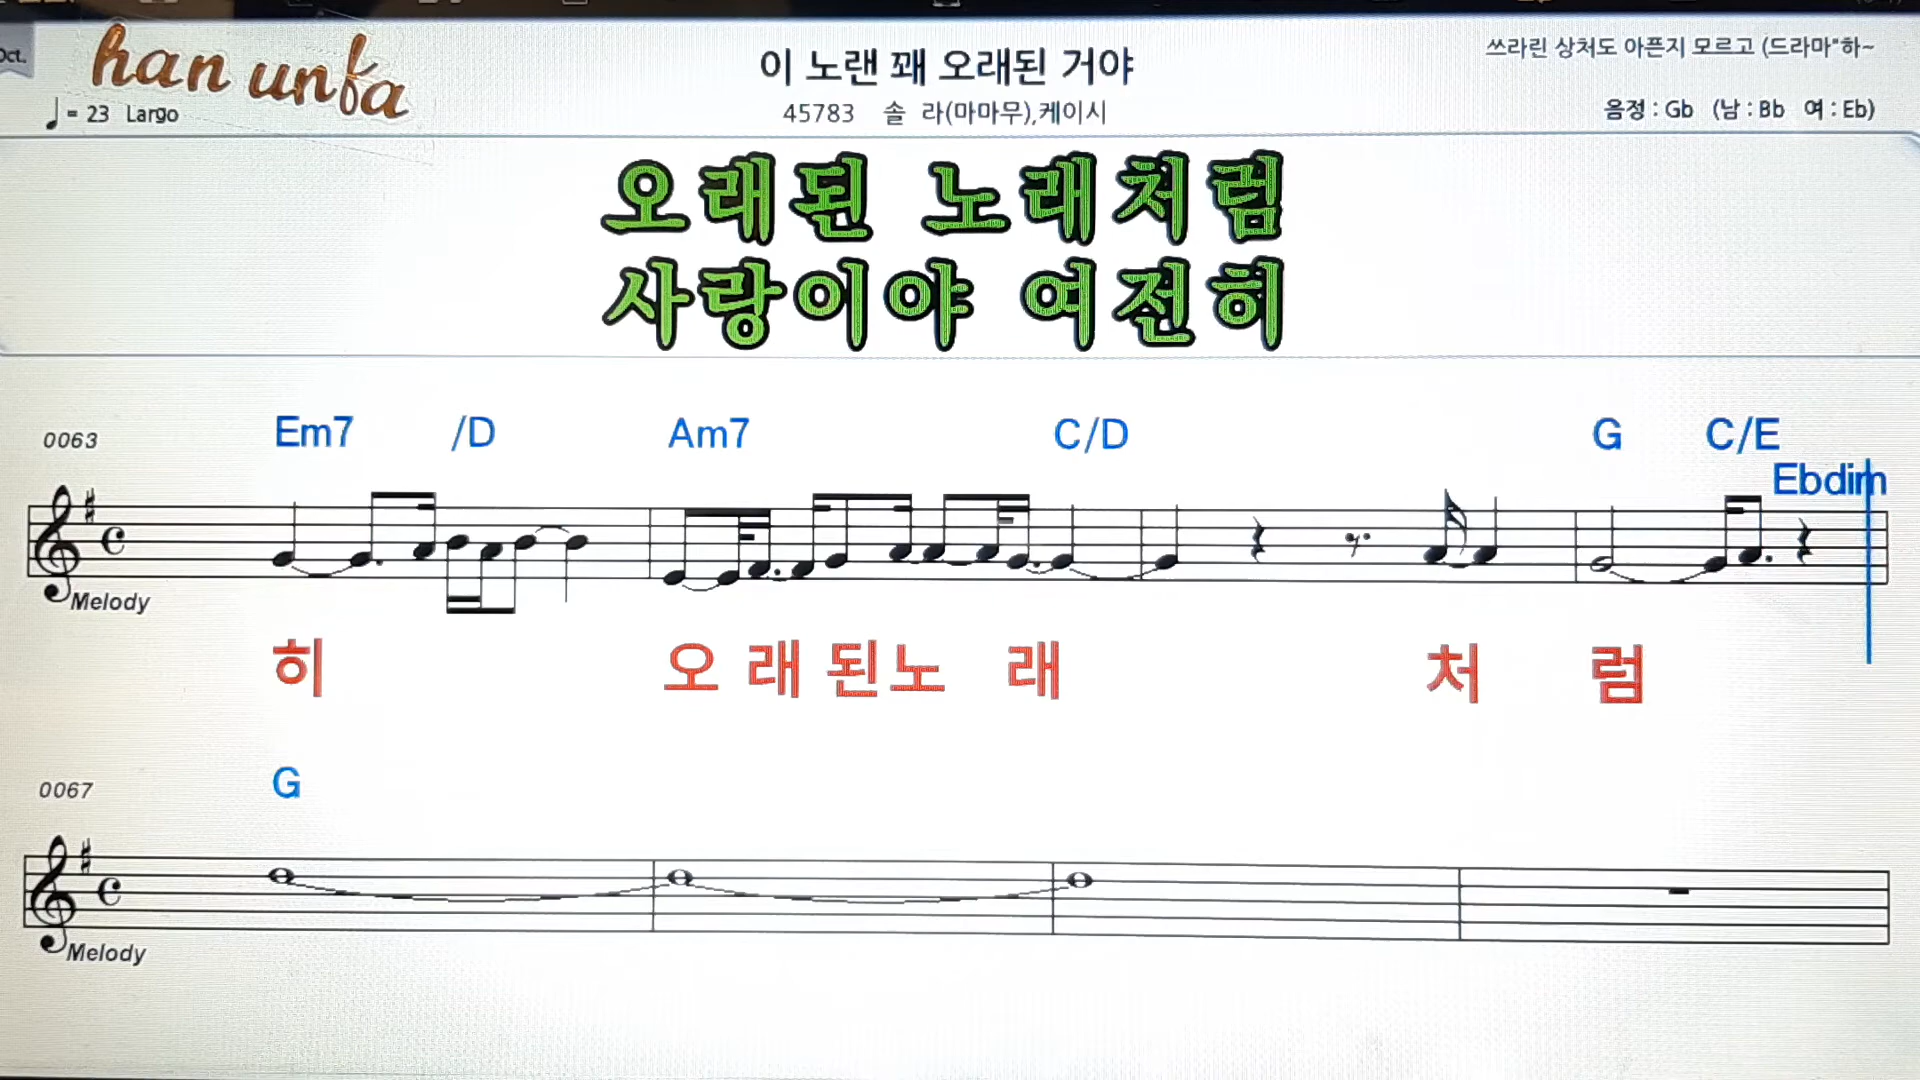 Oct.
han unfa
이 노랜 꽤 오래된 거야
쓰라린 상처도 아픈지 모르고 (드라마"하~
= 23 Largo
45783 솔 라(마마무),케이시
음정 : Gb (남 : Bb 여 : Eb)
오래된 노래처럼
사랑이야 여전히
0063 Em7 /D Am7 C/D G C/E
Ebdim
Melody
히 오 래 된 노 래 처 럼
0067 G
Melody